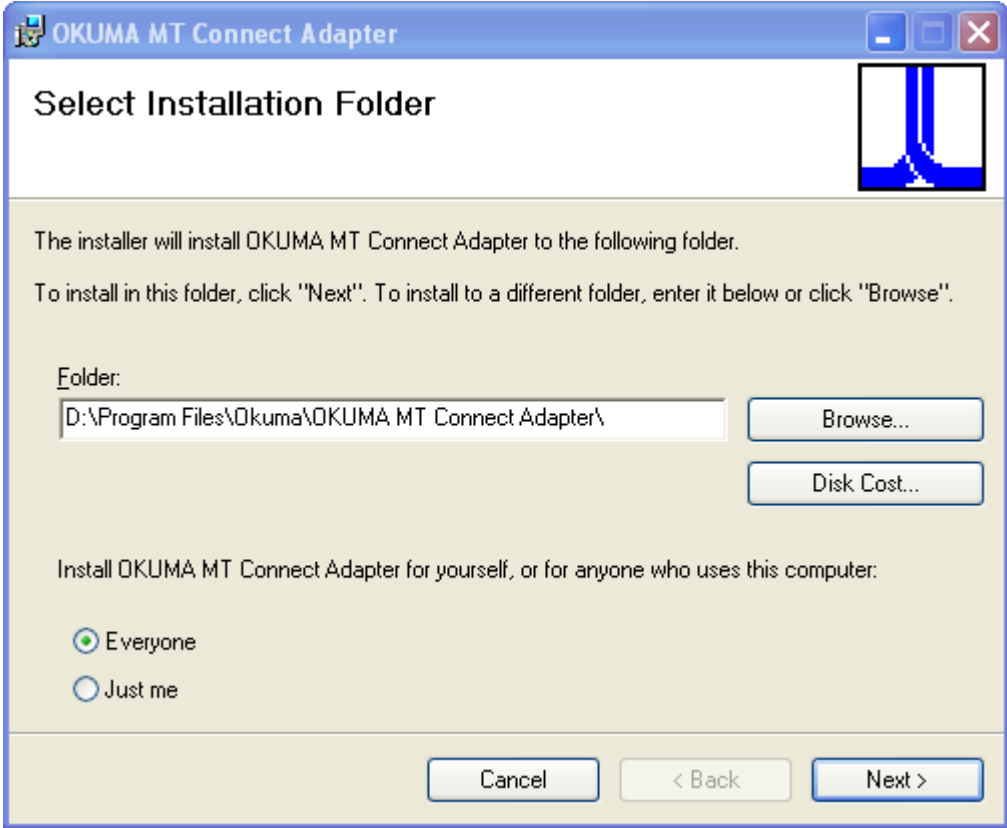 OKUMA MT Connect Adapter
Select Installation Folder
The installer will install OKUMA MT Connect Adapter to the following folder.
To install in this folder, click "Next". To install to a different folder, enter it below or click "Browse".
Folder:
D:\Program Files\Okuma\OKUMA MT Connect Adapter\
Browse...
Disk Cost...
Install OKUMA MT Connect Adapter for yourself, or for anyone who uses this computer:
Everyone
Just me
Cancel
< Back
Next >